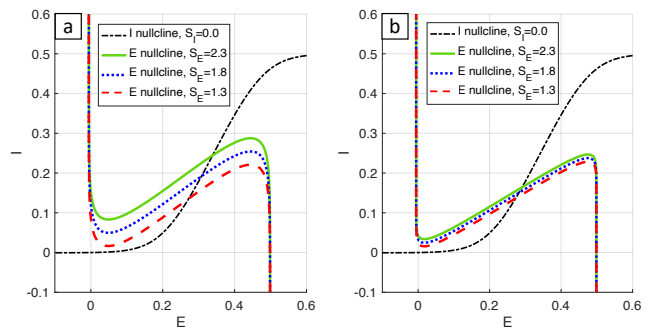 a
I nullcline, S_I=0.0
E nullcline, S_E=2.3
E nullcline, S_E=1.8
E nullcline, S_E=1.3
0.6
0.5
0.4
0.3
0.2
0.1
0
-0.1
I
0 0.2 0.4 0.6
E
b
I nullcline, S_I=0.0
E nullcline, S_E=2.3
E nullcline, S_E=1.8
E nullcline, S_E=1.3
0.6
0.5
0.4
0.3
0.2
0.1
0
-0.1
I
0 0.2 0.4 0.6
E